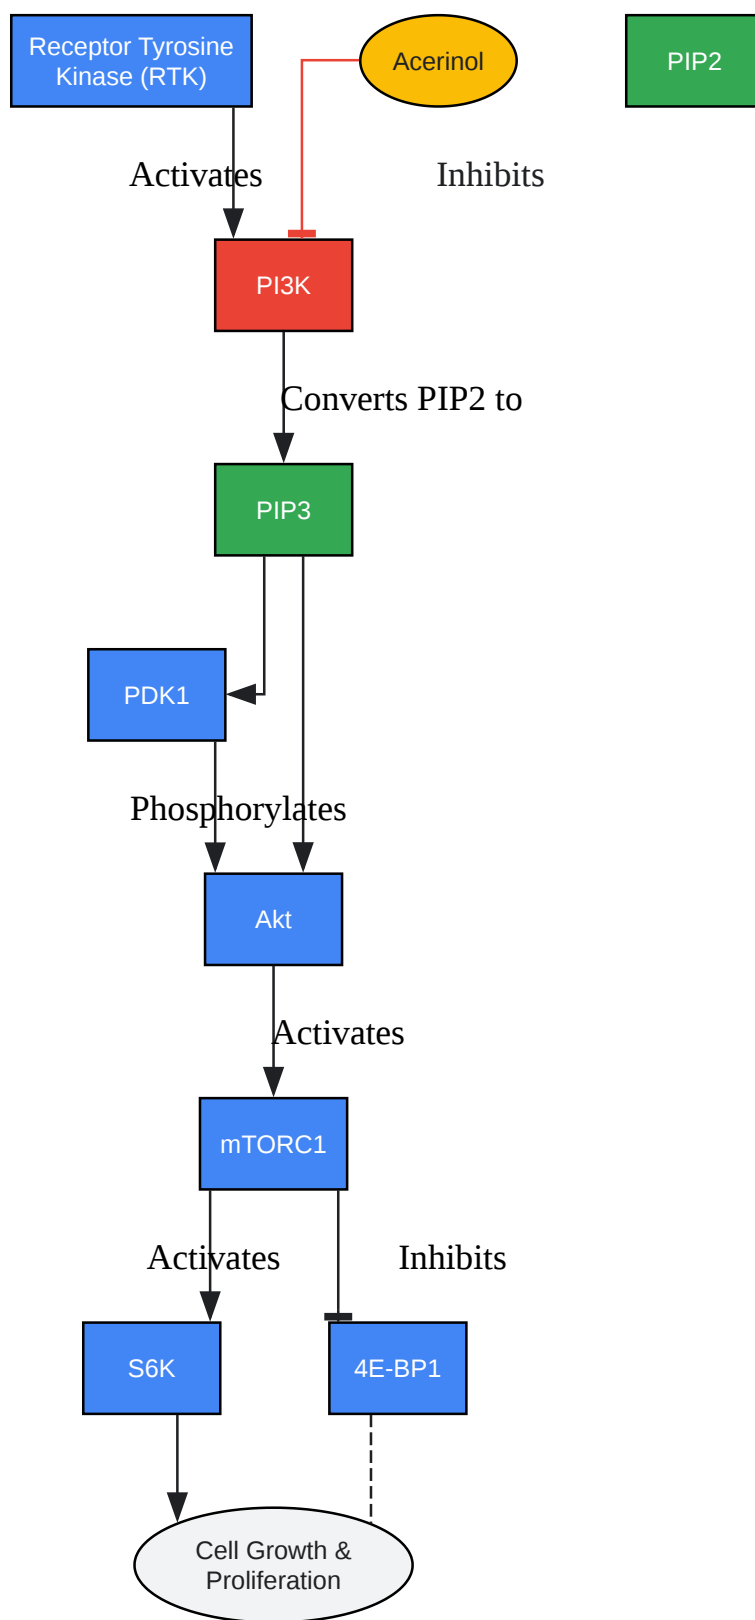 Receptor Tyrosine
Kinase (RTK)
Acerinol
PIP2
Activates
Inhibits
PI3K
Converts PIP2 to
PIP3
PDK1
Phosphorylates
Akt
Activates
mTORC1
Activates
Inhibits
S6K
4E-BP1
Cell Growth &
Proliferation